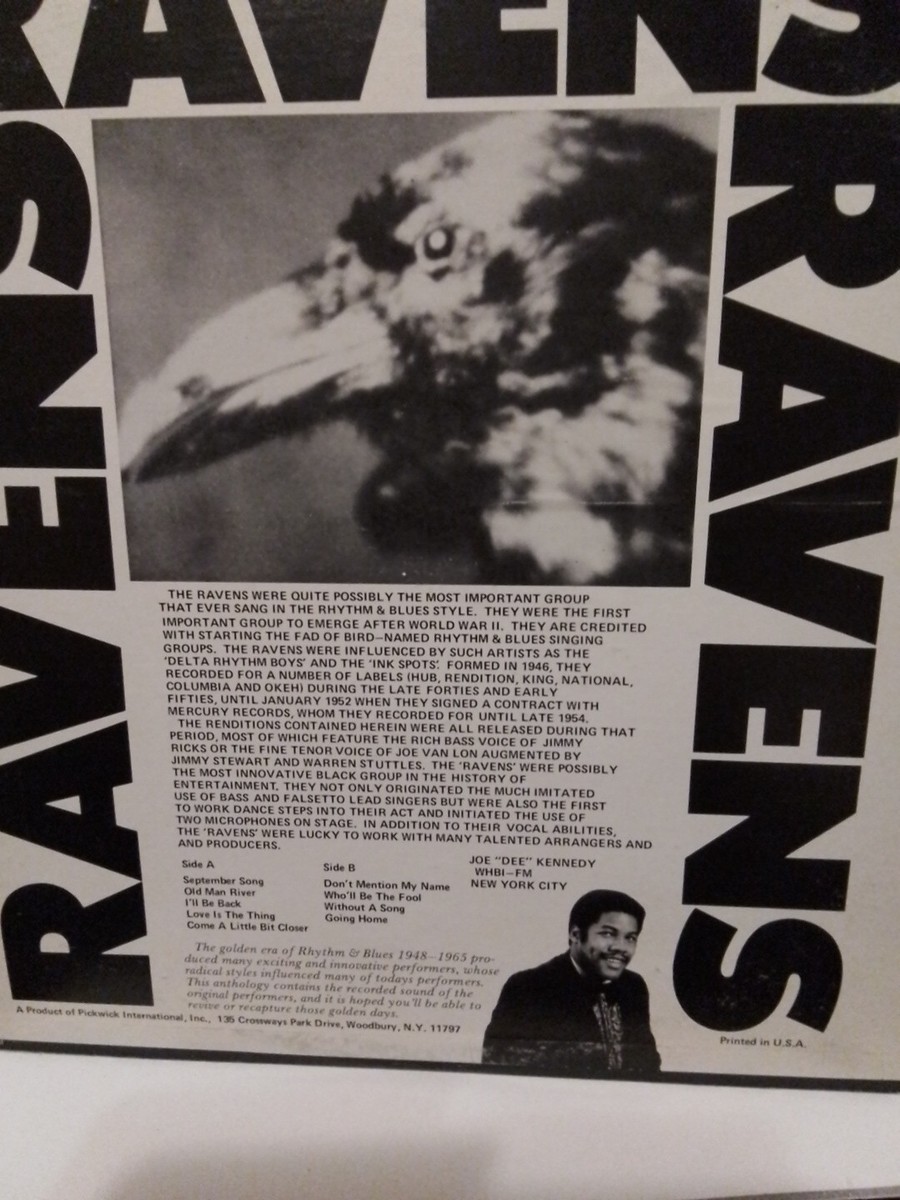 RAVENS
RAVENS
RAVENS
THE RAVENS WERE QUITE POSSIBLY THE MOST IMPORTANT GROUP
THAT EVER SANG IN THE RHYTHM & BLUES STYLE. THEY WERE THE FIRST
IMPORTANT GROUP TO EMERGE AFTER WORLD WAR II. THEY ARE CREDITED
WITH STARTING THE FAD OF BIRD–NAMED RHYTHM & BLUES SINGING
GROUPS. THE RAVENS WERE INFLUENCED BY SUCH ARTISTS AS THE
'DELTA RHYTHM BOYS' AND THE 'INK SPOTS'. FORMED IN 1946, THEY
RECORDED FOR A NUMBER OF LABELS (HUB, RENDITION, KING, NATIONAL,
COLUMBIA AND OKEH) DURING THE LATE FORTIES AND EARLY
FIFTIES, UNTIL JANUARY 1952 WHEN THEY SIGNED A CONTRACT WITH
MERCURY RECORDS, WHOM THEY RECORDED FOR UNTIL LATE 1954.
THE RENDITIONS CONTAINED HEREIN WERE ALL RELEASED DURING THAT
PERIOD, MOST OF WHICH FEATURE THE RICH BASS VOICE OF JIMMY
RICKS OR THE FINE TENOR VOICE OF JOE VAN LON AUGMENTED BY
JIMMY STEWART AND WARREN STUTTLES. THE 'RAVENS' WERE POSSIBLY
THE MOST INNOVATIVE BLACK GROUP IN THE HISTORY OF
ENTERTAINMENT. THEY NOT ONLY ORIGINATED THE MUCH IMITATED
USE OF BASS AND FALSETTO LEAD SINGERS BUT WERE ALSO THE FIRST
TO WORK DANCE STEPS INTO THEIR ACT AND INITIATED THE USE OF
TWO MICROPHONES ON STAGE. IN ADDITION TO THEIR VOCAL ABILITIES,
THE 'RAVENS' WERE LUCKY TO WORK WITH MANY TALENTED ARRANGERS AND
AND PRODUCERS.
JOE "DEE" KENNEDY
WHBI–FM
NEW YORK CITY
Side A
September Song
Old Man River
I'll Be Back
Love Is The Thing
Come A Little Bit Closer
Side B
Don't Mention My Name
Who'll Be The Fool
Without A Song
Going Home
The golden era of Rhythm & Blues 1948–1965 pro-
duced many exciting and innovative performers, whose
radical styles influenced many of todays performers.
This anthology contains the recorded sound of the
original performers, and it is hoped you'll be able to
revive or recapture those golden days.
A Product of Pickwick International, Inc., 135 Crossways Park Drive, Woodbury, N.Y. 11797
Printed in U.S.A.